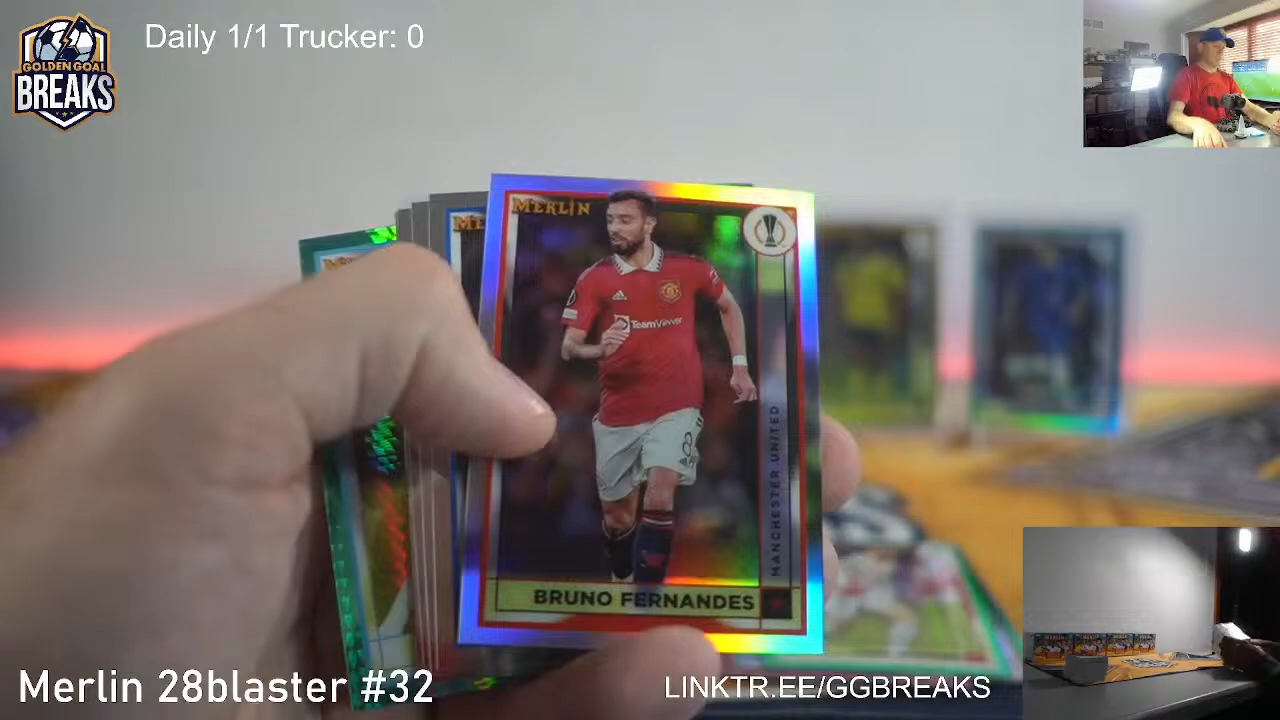 GOLDEN GOAL
BREAKS
Daily 1/1 Trucker: 0
MERLIN
TeamViewer
MANCHESTER UNITED
BRUNO FERNANDES
Merlin 28blaster #32
LINKTR.EE/GGBREAKS